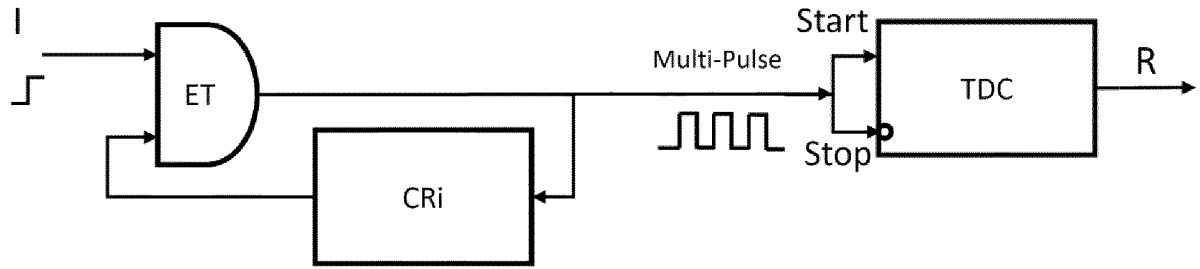 I
ET
CRi
Multi-Pulse
Start
Stop
TDC
R